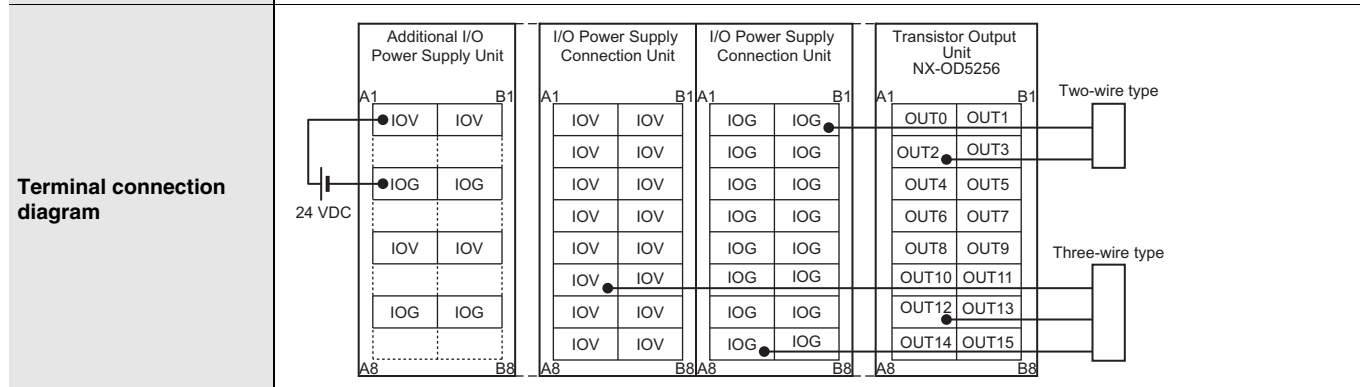 Terminal connection
diagram
24 VDC
Additional I/O
Power Supply Unit
A1 B1
IOV IOV
IOG IOG
IOV IOV
IOG IOG
A8 B8
I/O Power Supply
Connection Unit
A1 B1
IOV IOV
IOV IOV
IOV IOV
IOV IOV
IOV IOV
IOV IOV
IOV IOV
IOV IOV
A8 B8
I/O Power Supply
Connection Unit
A1 B1
IOG IOG
IOG IOG
IOG IOG
IOG IOG
IOG IOG
IOG IOG
IOG IOG
IOG IOG
A8 B8
Transistor Output
Unit
NX-OD5256
A1 B1
OUT0 OUT1
OUT2 OUT3
OUT4 OUT5
OUT6 OUT7
OUT8 OUT9
OUT10 OUT11
OUT12 OUT13
OUT14 OUT15
A8 B8
Two-wire type
Three-wire type